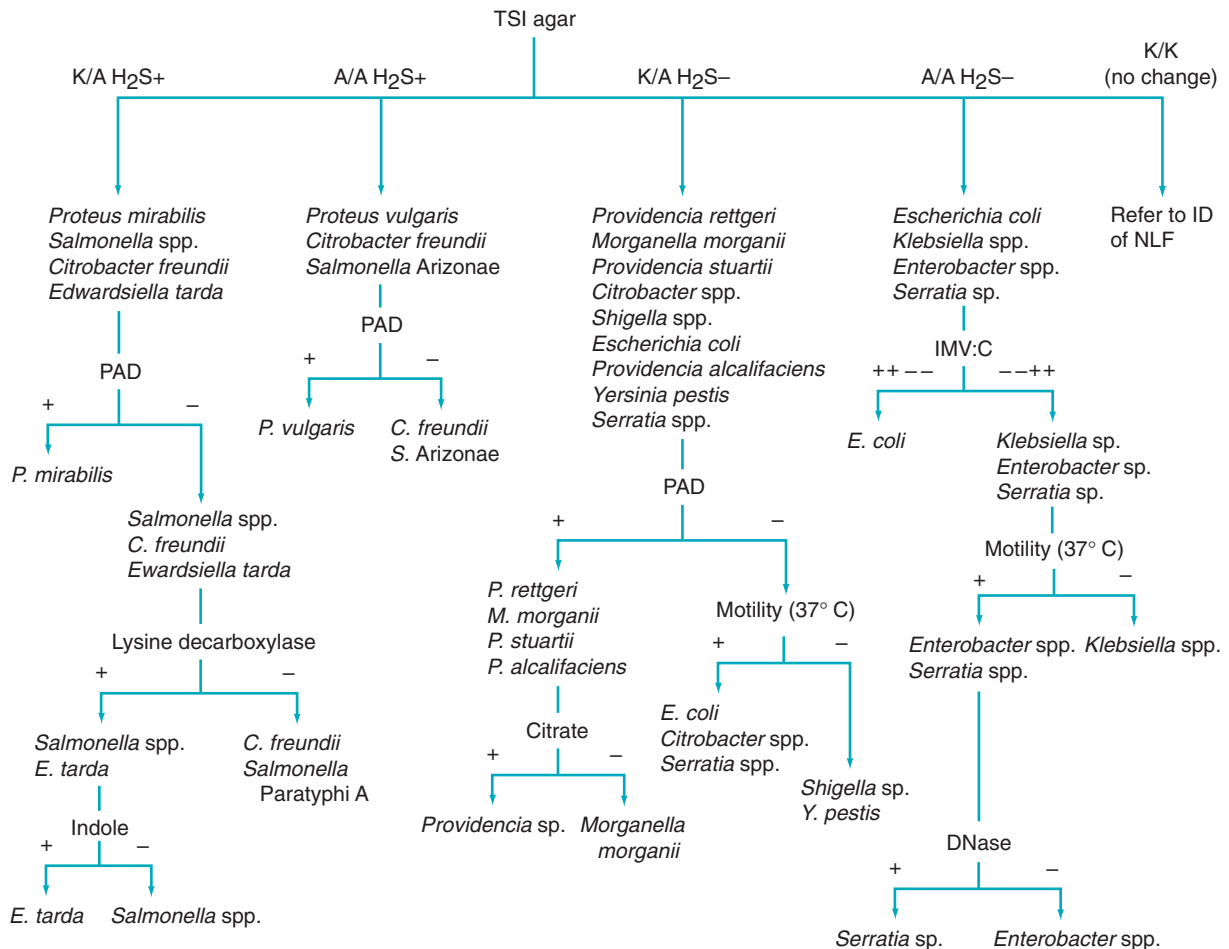 TSI agar
K/A H2S+
A/A H2S+
K/A H2S–
A/A H2S–
K/K
(no change)
Proteus mirabilis
Salmonella spp.
Citrobacter freundii
Edwardsiella tarda
PAD
+
–
P. mirabilis
Salmonella spp.
C. freundii
Ewardsiella tarda
Lysine decarboxylase
+
–
Salmonella spp.
E. tarda
C. freundii
Salmonella
Paratyphi A
Indole
+
–
E. tarda
Salmonella spp.
Proteus vulgaris
Citrobacter freundii
Salmonella Arizonae
PAD
+
–
P. vulgaris
C. freundii
S. Arizonae
Providencia rettgeri
Morganella morganii
Providencia stuartii
Citrobacter spp.
Shigella spp.
Escherichia coli
Providencia alcalifaciens
Yersinia pestis
Serratia spp.
PAD
+
–
P. rettgeri
M. morganii
P. stuartii
P. alcalifaciens
Citrate
+
–
Providencia sp.
Morganella
morganii
Motility (37° C)
+
–
E. coli
Citrobacter spp.
Serratia spp.
Shigella sp.
Y. pestis
Escherichia coli
Klebsiella spp.
Enterobacter spp.
Serratia sp.
IMV:C
++––
––++
E. coli
Klebsiella sp.
Enterobacter sp.
Serratia sp.
Motility (37° C)
+
–
Enterobacter spp.
Serratia spp.
Klebsiella spp.
DNase
+
–
Serratia sp.
Enterobacter spp.
Refer to ID
of NLF